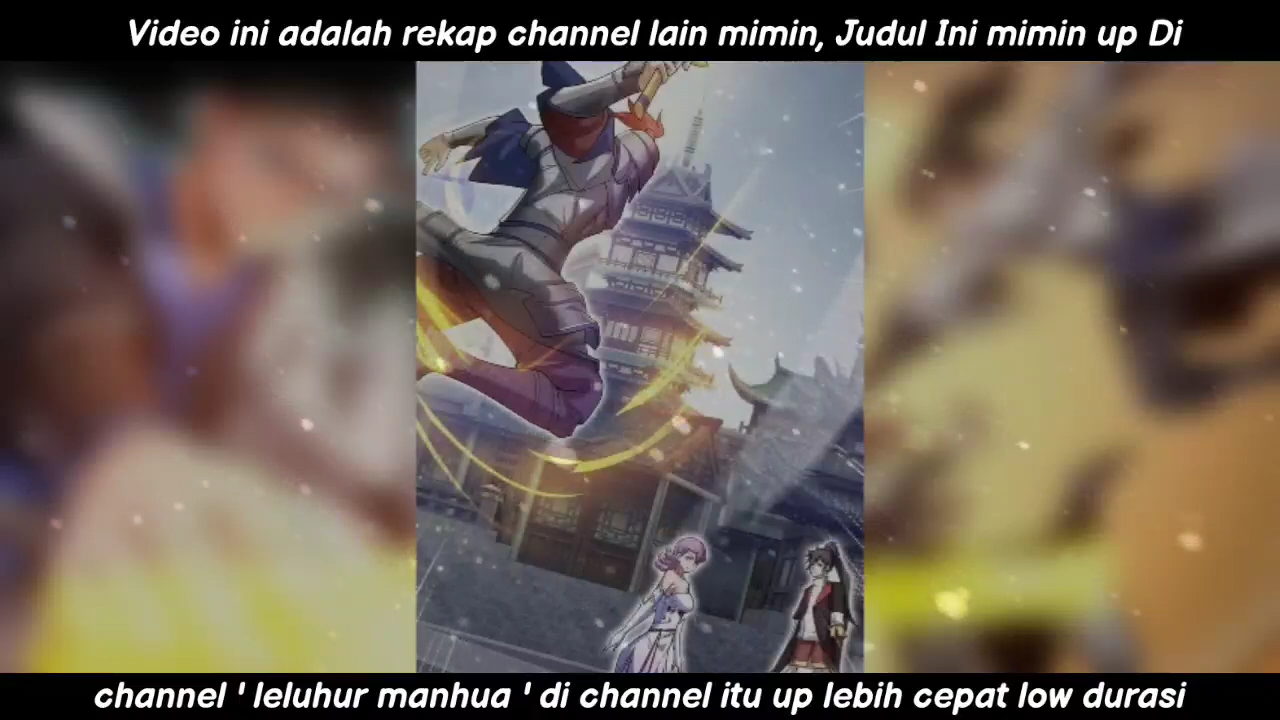 Video ini adalah rekap channel lain mimin, Judul Ini mimin up Di
channel ' leluhur manhua ' di channel itu up lebih cepat low durasi